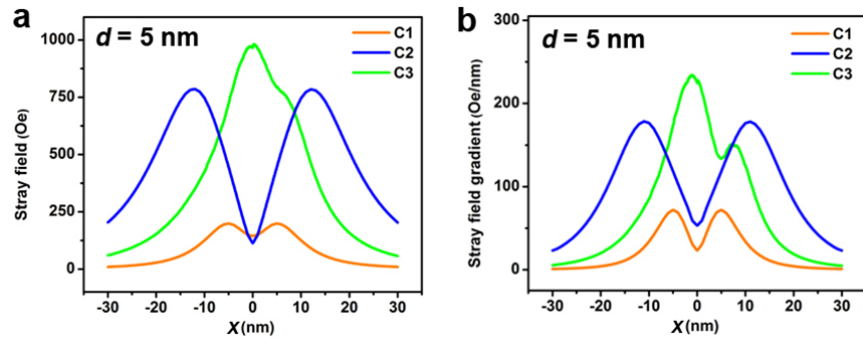 a
d = 5 nm
C1
C2
C3
1000
750
500
250
0
Stray field (Oe)
-30 -20 -10 0 10 20 30
X (nm)
b
d = 5 nm
C1
C2
C3
300
200
100
0
Stray field gradient (Oe/nm)
-30 -20 -10 0 10 20 30
X (nm)